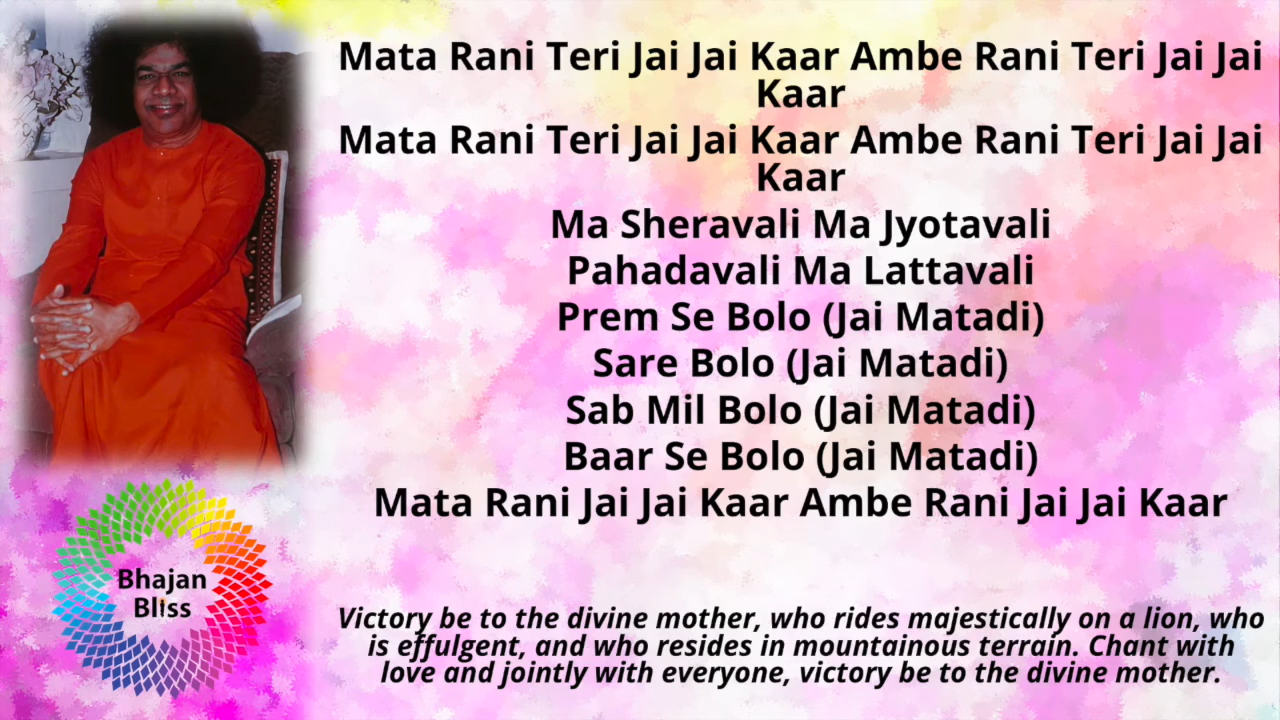 Mata Rani Teri Jai Jai Kaar Ambe Rani Teri Jai Jai
Kaar
Mata Rani Teri Jai Jai Kaar Ambe Rani Teri Jai Jai
Kaar
Ma Sheravali Ma Jyotavali
Pahadavali Ma Lattavali
Prem Se Bolo (Jai Matadi)
Sare Bolo (Jai Matadi)
Sab Mil Bolo (Jai Matadi)
Baar Se Bolo (Jai Matadi)
Mata Rani Jai Jai Kaar Ambe Rani Jai Jai Kaar
Bhajan
Bliss
Victory be to the divine mother, who rides majestically on a lion, who
is effulgent, and who resides in mountainous terrain. Chant with
love and jointly with everyone, victory be to the divine mother.